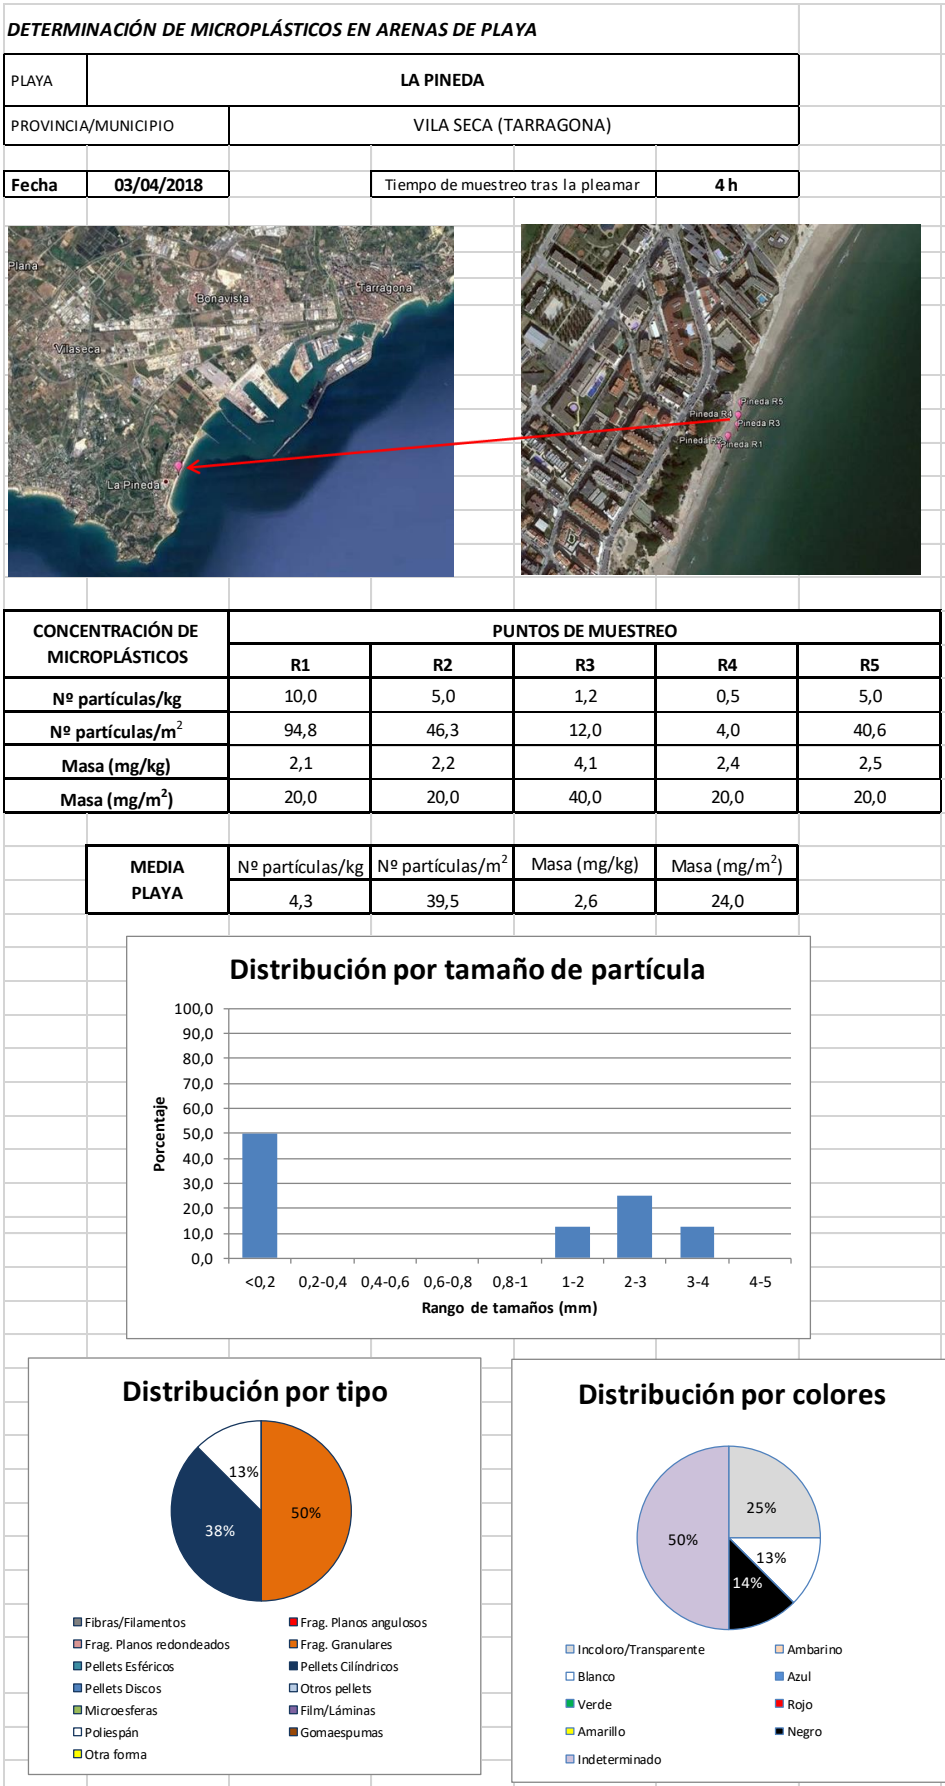 DETERMINACIÓN DE MICROPLÁSTICOS EN ARENAS DE PLAYA
PLAYA LA PINEDA
PROVINCIA/MUNICIPIO VILA SECA (TARRAGONA)
Fecha 03/04/2018 Tiempo de muestreo tras la pleamar 4 h
Plana
Bonavista
Tarragona
Vilaseca
La Pineda
Pineda R5
Pineda R4
Pineda R3
Pineda R2
Pineda R1
CONCENTRACIÓN DE MICROPLÁSTICOS PUNTOS DE MUESTREO
R1 R2 R3 R4 R5
Nº partículas/kg 10,0 5,0 1,2 0,5 5,0
Nº partículas/m² 94,8 46,3 12,0 4,0 40,6
Masa (mg/kg) 2,1 2,2 4,1 2,4 2,5
Masa (mg/m²) 20,0 20,0 40,0 20,0 20,0
MEDIA PLAYA Nº partículas/kg Nº partículas/m² Masa (mg/kg) Masa (mg/m²)
4,3 39,5 2,6 24,0
Distribución por tamaño de partícula
Porcentaje
100,0
90,0
80,0
70,0
60,0
50,0
40,0
30,0
20,0
10,0
0,0
<0,2 0,2-0,4 0,4-0,6 0,6-0,8 0,8-1 1-2 2-3 3-4 4-5
Rango de tamaños (mm)
Distribución por tipo
13%
50%
38%
Fibras/Filamentos Frag. Planos angulosos
Frag. Planos redondeados Frag. Granulares
Pellets Esféricos Pellets Cilíndricos
Pellets Discos Otros pellets
Microesferas Film/Láminas
Poliespán Gomaespumas
Otra forma
Distribución por colores
25%
50%
13%
14%
Incoloro/Transparente Ambarino
Blanco Azul
Verde Rojo
Amarillo Negro
Indeterminado